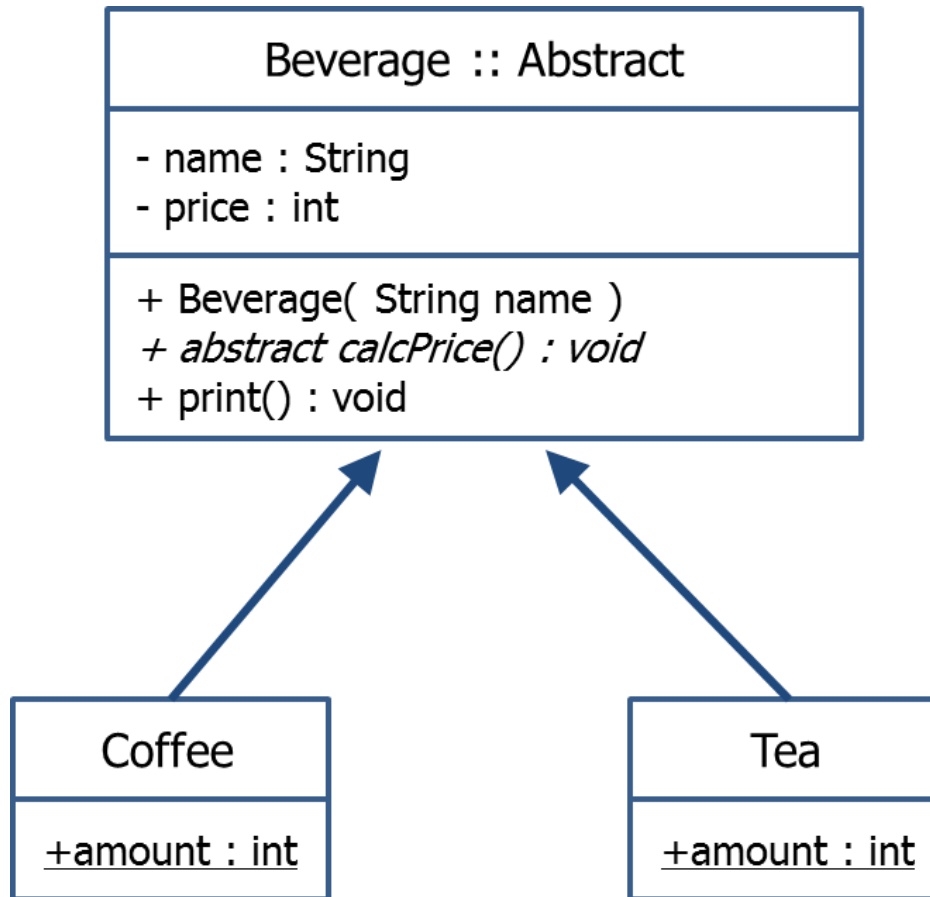 Beverage :: Abstract
- name : String
- price : int
+ Beverage( String name )
+ abstract calcPrice() : void
+ print() : void
Coffee
+amount : int
Tea
+amount : int